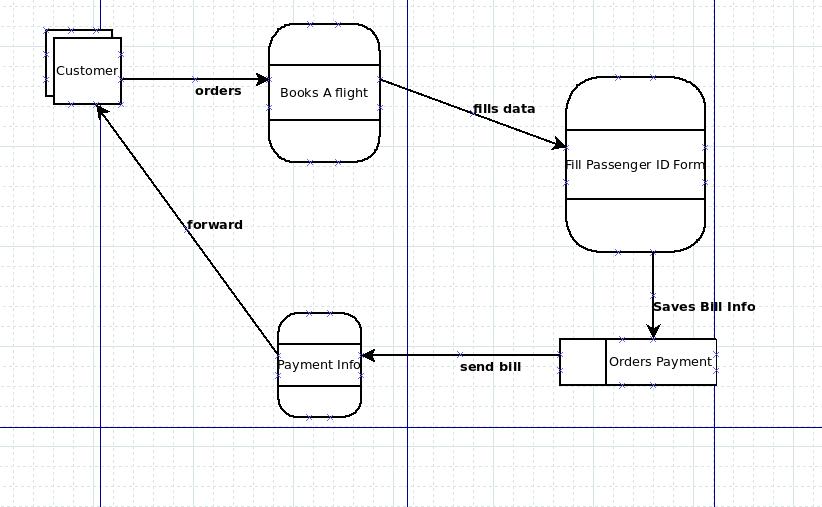 Customer
orders
Books A flight
fills data
Fill Passenger ID Form
forward
Saves Bill Info
Payment Info
send bill
Orders Payment